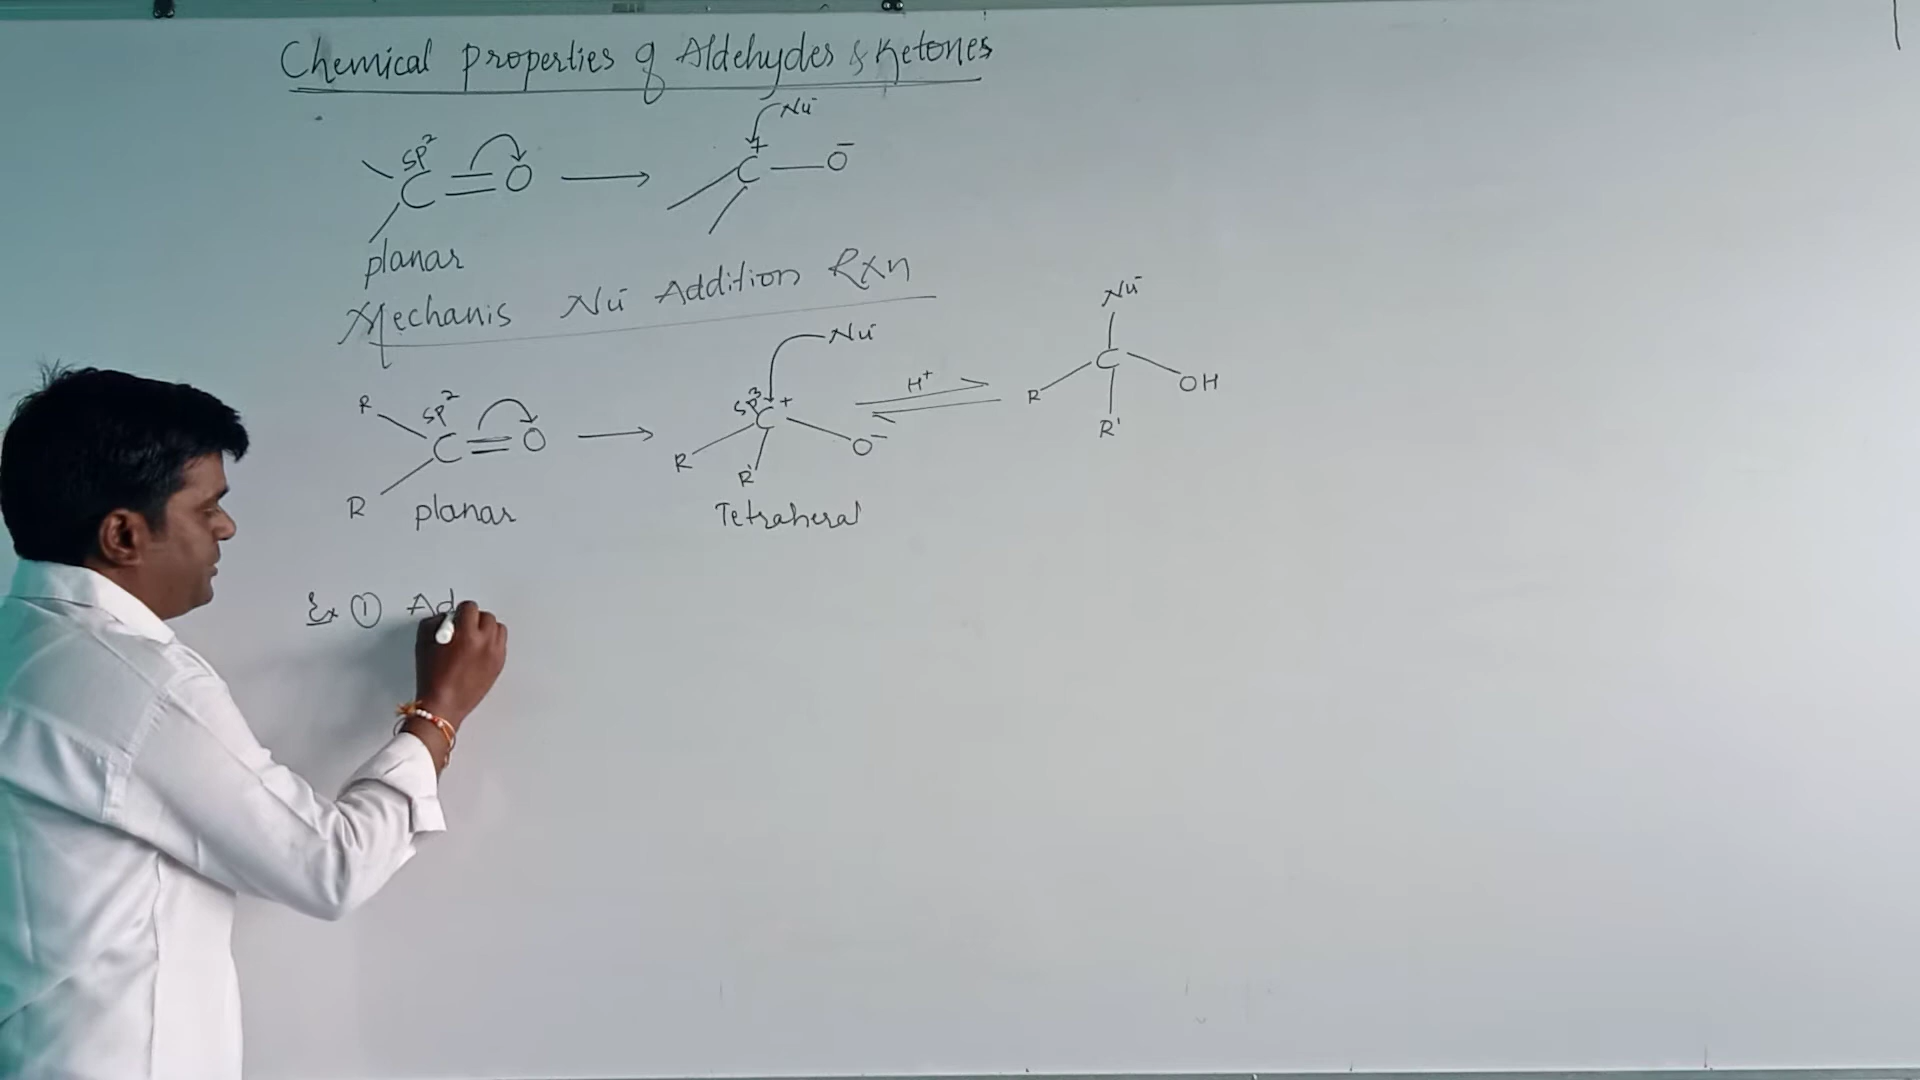 Chemical properties of Aldehydes & Ketones
Nu⁻
sp²
C=O → C⁺—O⁻
planar
Mechanis Nu⁻ Addition Rxn
Nu⁻
Nu⁻
R sp² C=O R → R sp³ C⁺ R' O⁻ H⁺ ⇌ R C R' OH
planar Tetraheral
Ex ① Ad